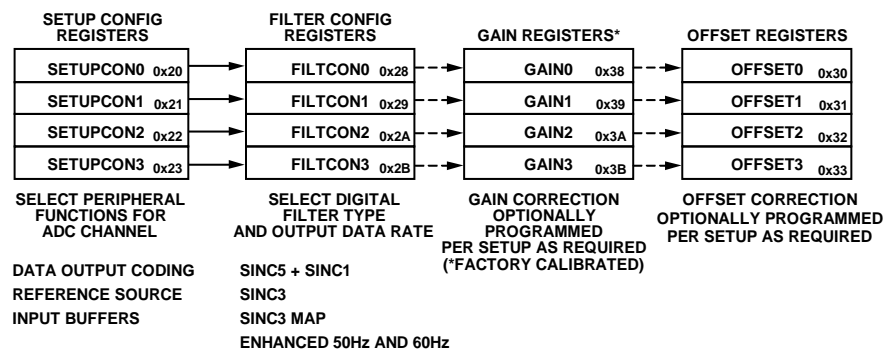 SETUP CONFIG
REGISTERS
FILTER CONFIG
REGISTERS
GAIN REGISTERS*
OFFSET REGISTERS
SETUPCON0 0x20
FILTCON0 0x28
GAIN0 0x38
OFFSET0 0x30
SETUPCON1 0x21
FILTCON1 0x29
GAIN1 0x39
OFFSET1 0x31
SETUPCON2 0x22
FILTCON2 0x2A
GAIN2 0x3A
OFFSET2 0x32
SETUPCON3 0x23
FILTCON3 0x2B
GAIN3 0x3B
OFFSET3 0x33
SELECT PERIPHERAL
FUNCTIONS FOR
ADC CHANNEL
SELECT DIGITAL
FILTER TYPE
AND OUTPUT DATA RATE
GAIN CORRECTION
OPTIONALLY
PROGRAMMED
PER SETUP AS REQUIRED
(*FACTORY CALIBRATED)
OFFSET CORRECTION
OPTIONALLY PROGRAMMED
PER SETUP AS REQUIRED
DATA OUTPUT CODING
REFERENCE SOURCE
INPUT BUFFERS
SINC5 + SINC1
SINC3
SINC3 MAP
ENHANCED 50Hz AND 60Hz